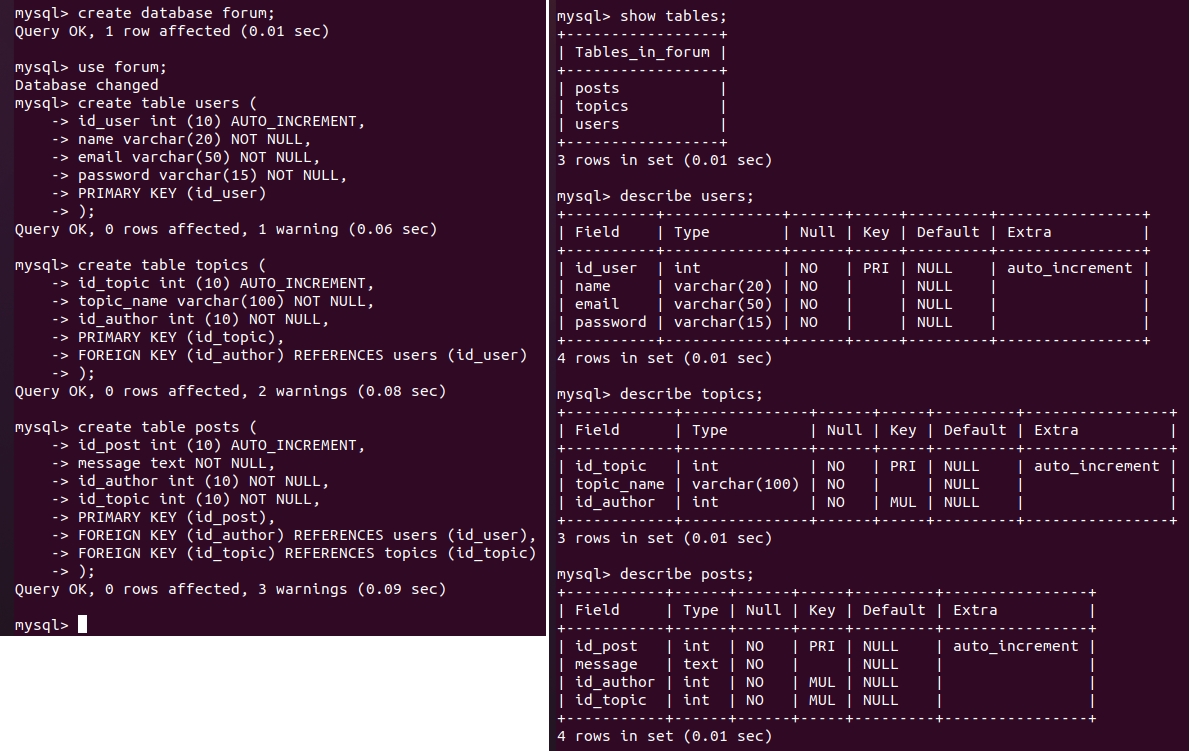 mysql> create database forum;
Query OK, 1 row affected (0.01 sec)
mysql> use forum;
Database changed
mysql> create table users (
    -> id_user int (10) AUTO_INCREMENT,
    -> name varchar(20) NOT NULL,
    -> email varchar(50) NOT NULL,
    -> password varchar(15) NOT NULL,
    -> PRIMARY KEY (id_user)
    -> );
Query OK, 0 rows affected, 1 warning (0.06 sec)
mysql> create table topics (
    -> id_topic int (10) AUTO_INCREMENT,
    -> topic_name varchar(100) NOT NULL,
    -> id_author int (10) NOT NULL,
    -> PRIMARY KEY (id_topic),
    -> FOREIGN KEY (id_author) REFERENCES users (id_user)
    -> );
Query OK, 0 rows affected, 2 warnings (0.08 sec)
mysql> create table posts (
    -> id_post int (10) AUTO_INCREMENT,
    -> message text NOT NULL,
    -> id_author int (10) NOT NULL,
    -> id_topic int (10) NOT NULL,
    -> PRIMARY KEY (id_post),
    -> FOREIGN KEY (id_author) REFERENCES users (id_user),
    -> FOREIGN KEY (id_topic) REFERENCES topics (id_topic)
    -> );
Query OK, 0 rows affected, 3 warnings (0.09 sec)
mysql>
mysql> show tables;
+-----------------+
| Tables_in_forum |
+-----------------+
| posts           |
| topics          |
| users           |
+-----------------+
3 rows in set (0.01 sec)
mysql> describe users;
+----------+-------------+------+-----+---------+----------------+
| Field    | Type        | Null | Key | Default | Extra          |
+----------+-------------+------+-----+---------+----------------+
| id_user  | int         | NO   | PRI | NULL    | auto_increment |
| name     | varchar(20) | NO   |     | NULL    |                |
| email    | varchar(50) | NO   |     | NULL    |                |
| password | varchar(15) | NO   |     | NULL    |                |
+----------+-------------+------+-----+---------+----------------+
4 rows in set (0.01 sec)
mysql> describe topics;
+------------+--------------+------+-----+---------+----------------+
| Field      | Type         | Null | Key | Default | Extra          |
+------------+--------------+------+-----+---------+----------------+
| id_topic   | int          | NO   | PRI | NULL    | auto_increment |
| topic_name | varchar(100) | NO   |     | NULL    |                |
| id_author  | int          | NO   | MUL | NULL    |                |
+------------+--------------+------+-----+---------+----------------+
3 rows in set (0.01 sec)
mysql> describe posts;
+-----------+------+------+-----+---------+----------------+
| Field     | Type | Null | Key | Default | Extra          |
+-----------+------+------+-----+---------+----------------+
| id_post   | int  | NO   | PRI | NULL    | auto_increment |
| message   | text | NO   |     | NULL    |                |
| id_author | int  | NO   | MUL | NULL    |                |
| id_topic  | int  | NO   | MUL | NULL    |                |
+-----------+------+------+-----+---------+----------------+
4 rows in set (0.01 sec)